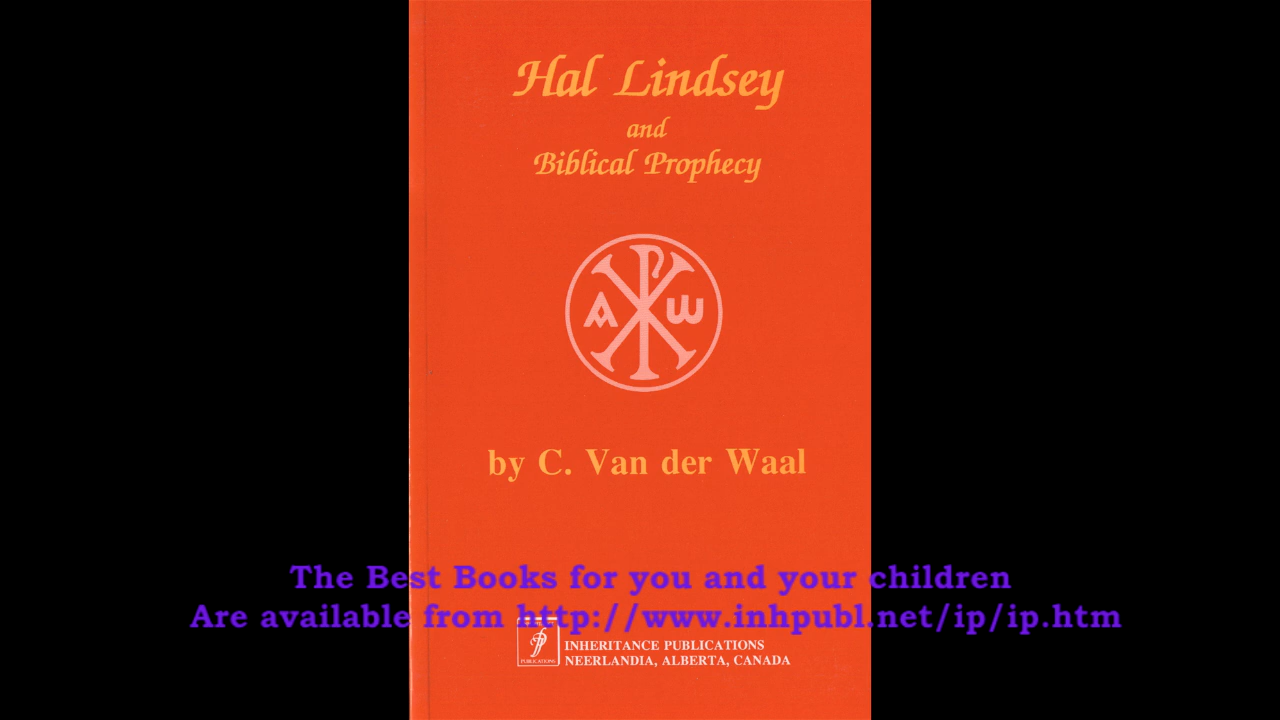 Hal Lindsey
and
Biblical Prophecy
A W
by C. Van der Waal
The Best Books for you and your children
Are available from http://www.inhpubl.net/ip/ip.htm
PUBLICATIONS
INHERITANCE PUBLICATIONS
NEERLANDIA, ALBERTA, CANADA